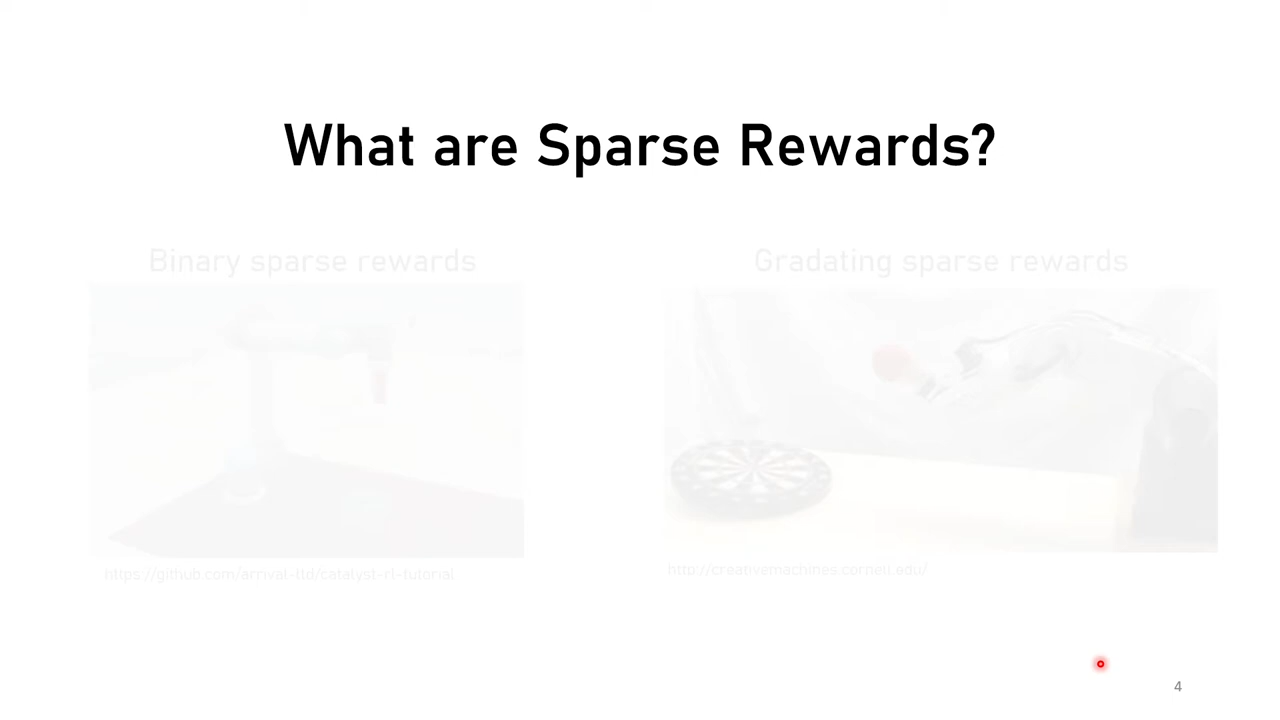 What are Sparse Rewards?
Binary sparse rewards
Gradating sparse rewards
https://github.com/arrival-ltd/catalyst-rl-tutorial
http://creativemachines.cornell.edu/
4